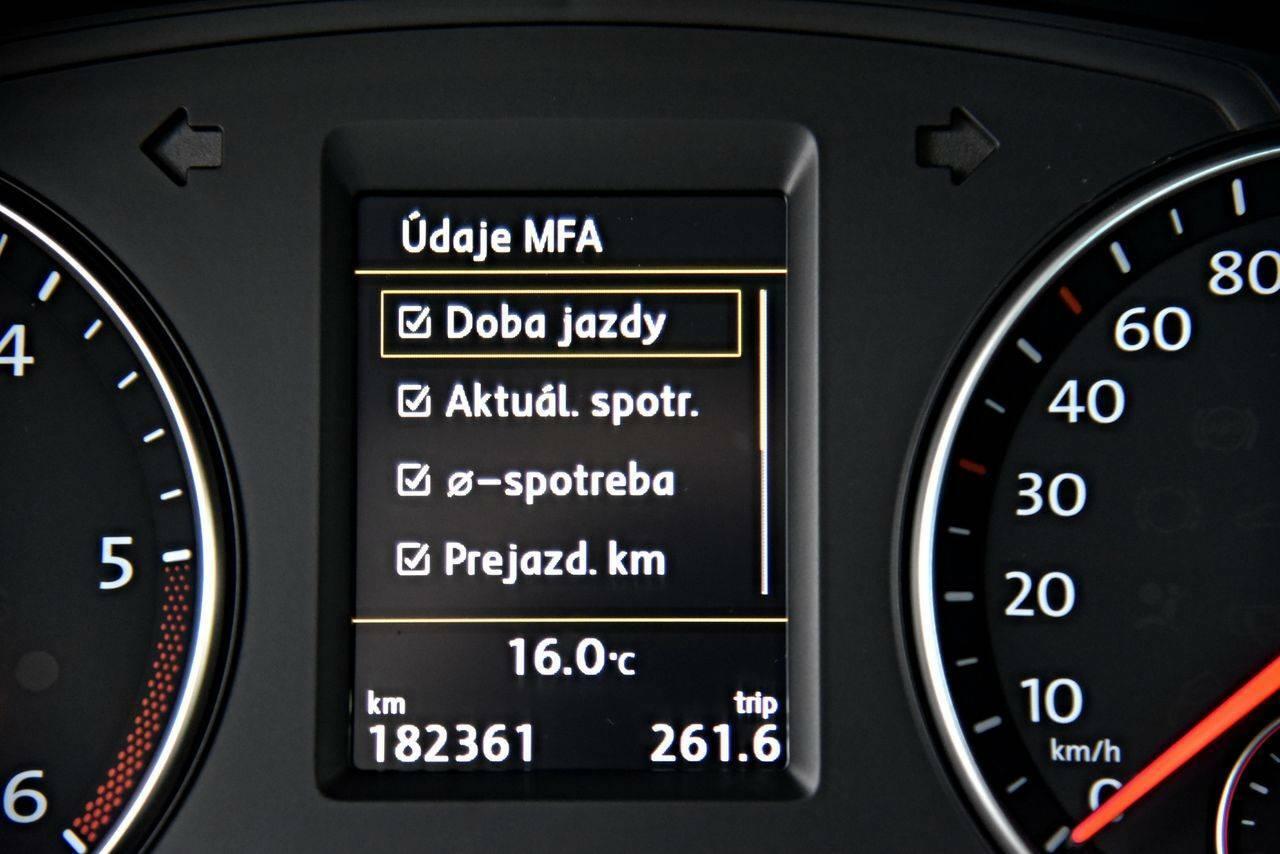 Údaje MFA
Doba jazdy
Aktuál. spotr.
ø-spotreba
Prejazd. km
16.0°C
km trip
182361 261.6
4
5
6
80
60
40
30
20
10
km/h
0